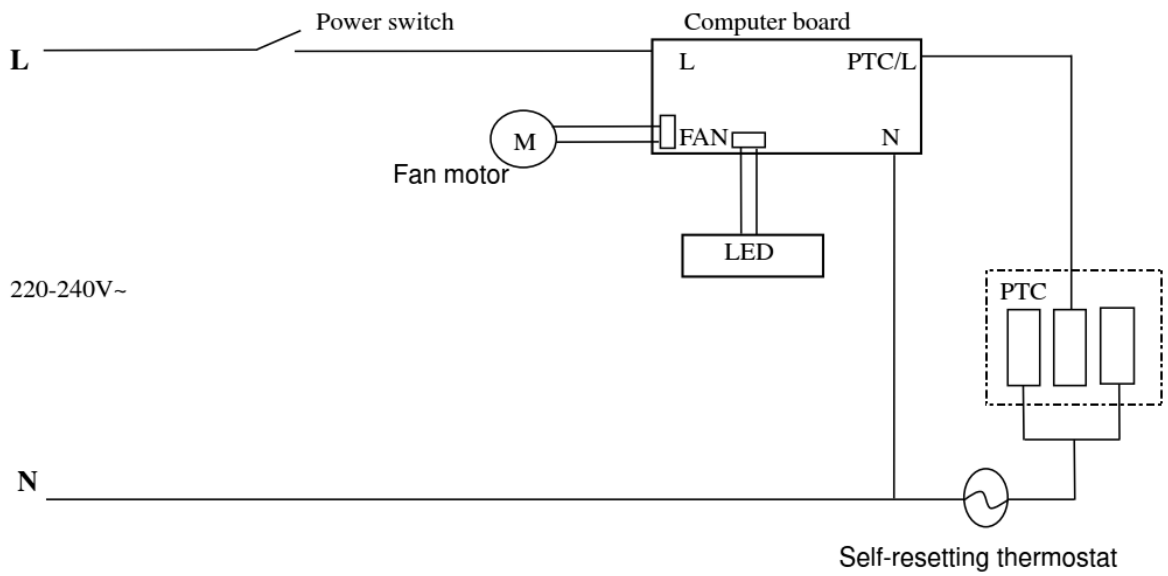 Power switch
Computer board
L
L
PTC/L
M
FAN
N
Fan motor
LED
220-240V~
PTC
N
Self-resetting thermostat